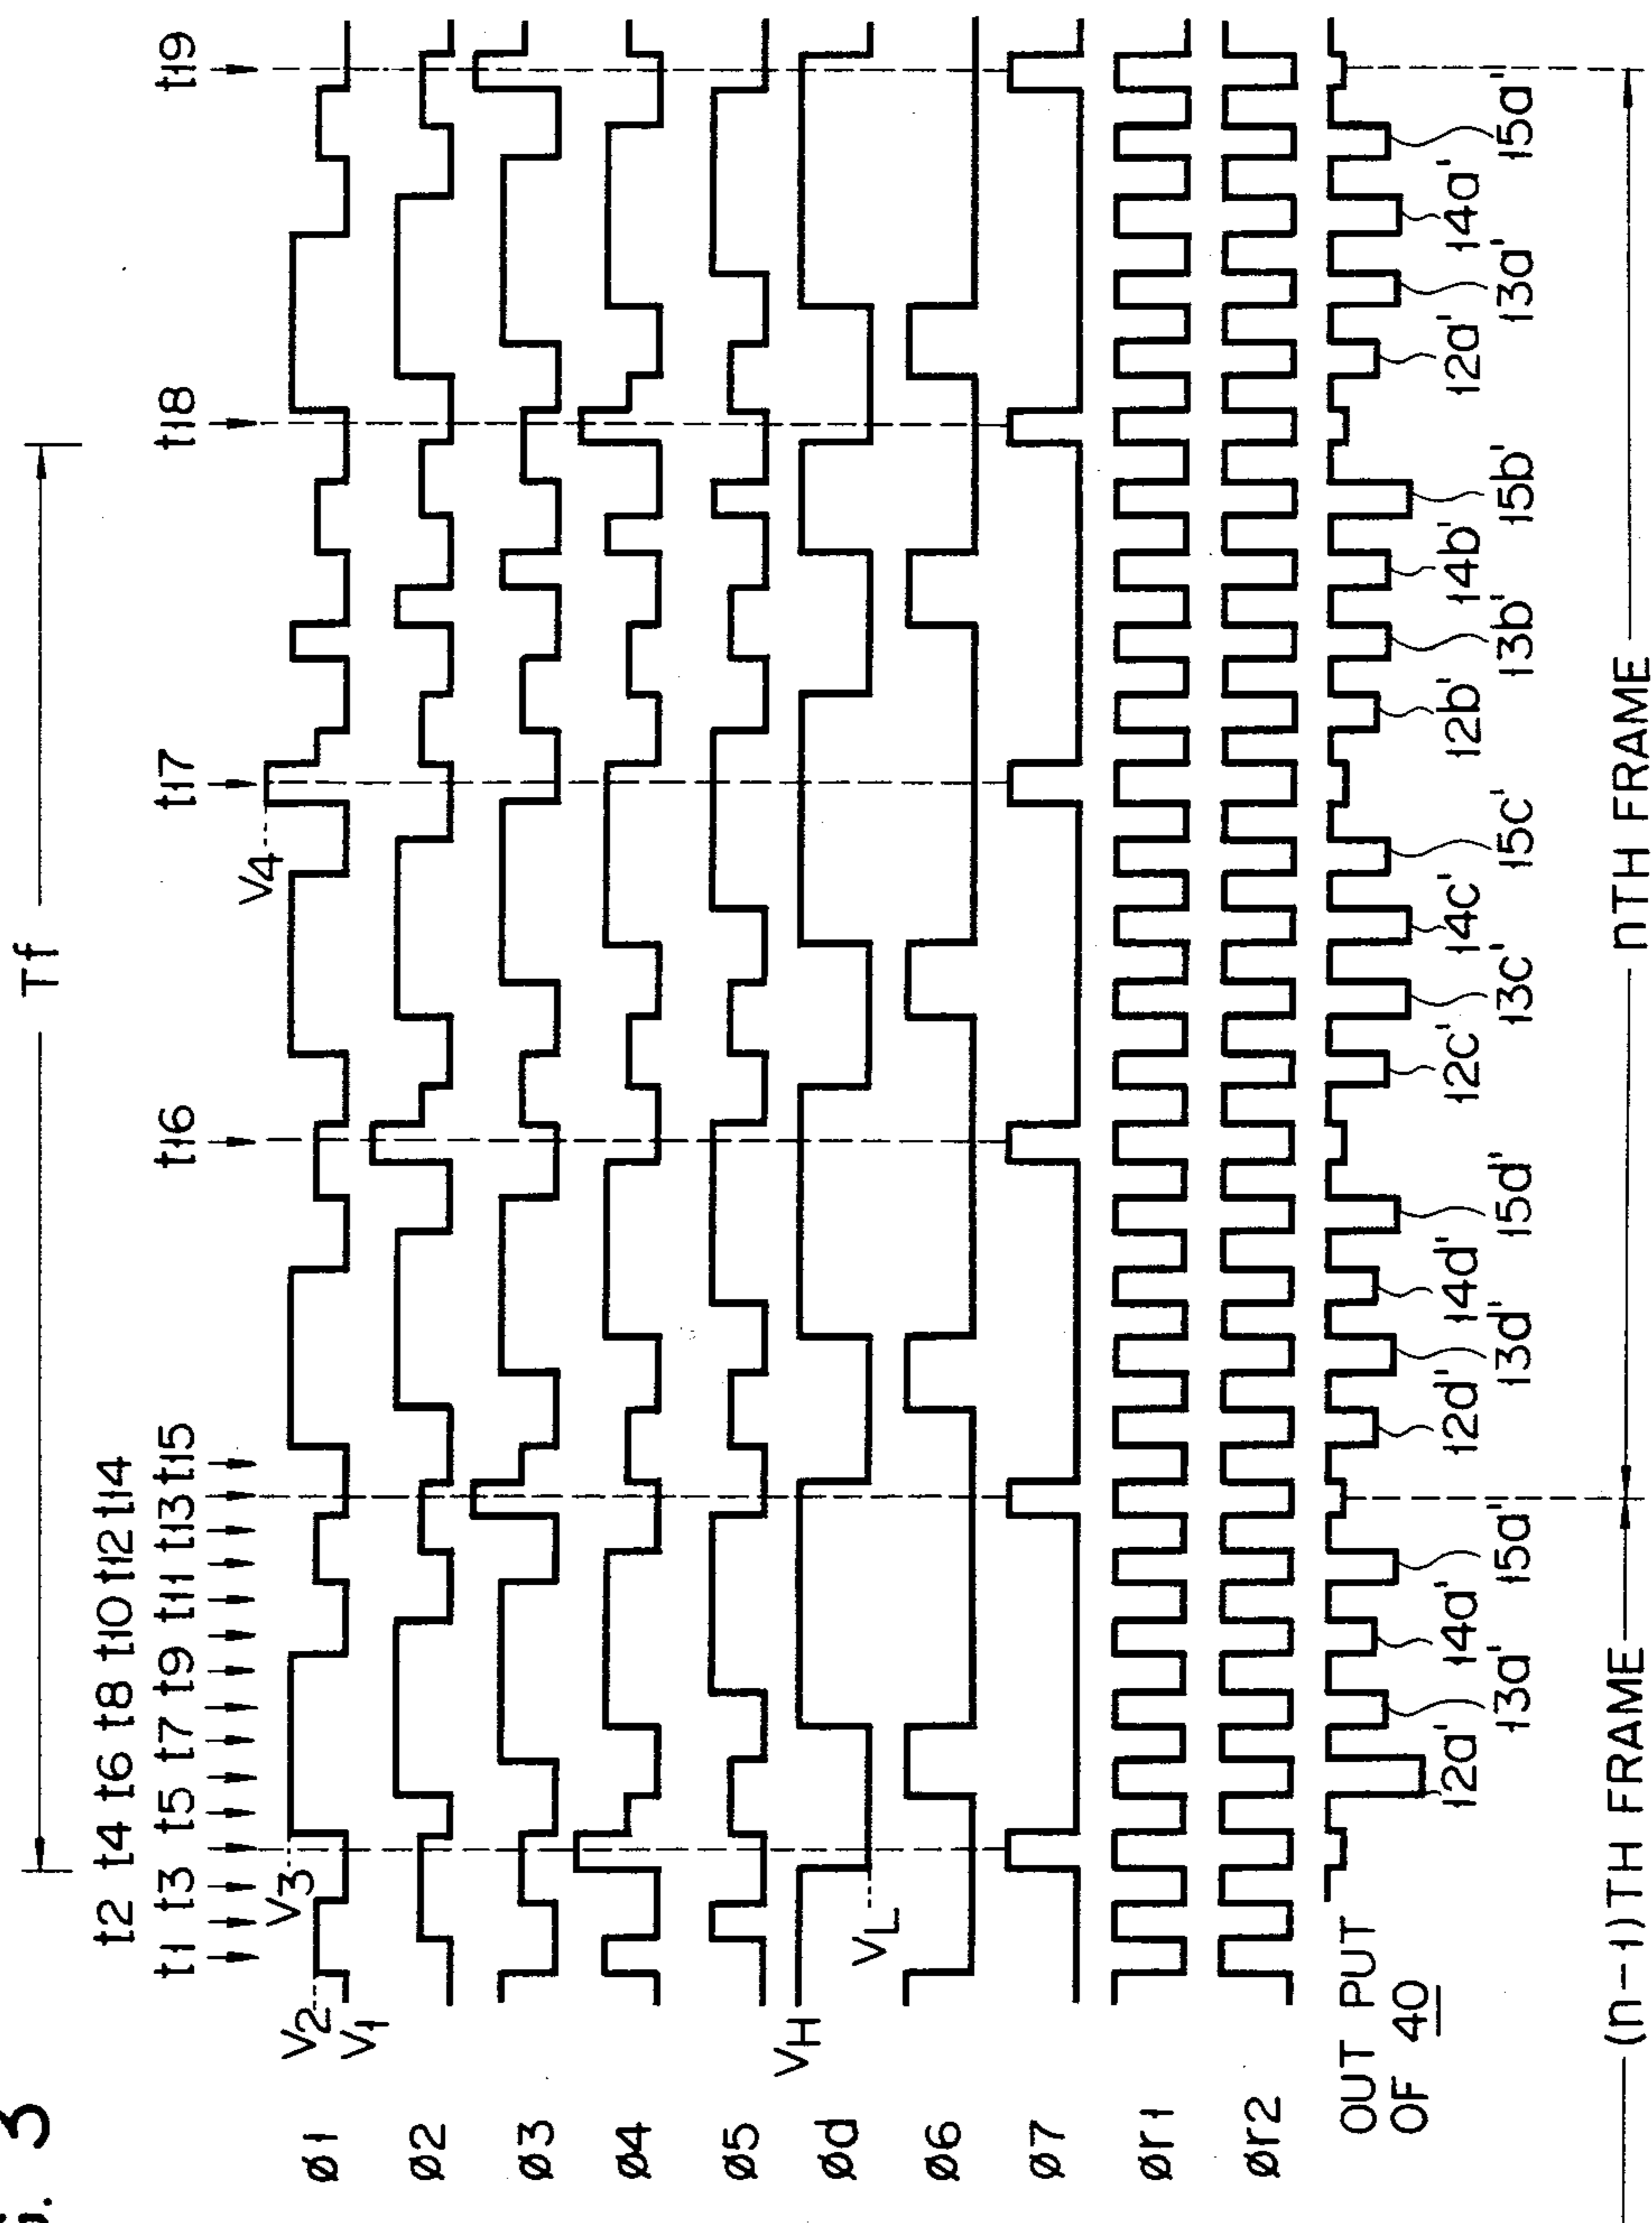 G. 3
Tf
t2 t4 t6 t8 t10 t12 t14
t1 t3 t5 t7 t9 t11 t13 t15 t16 t17 t18 t19
V3
V4
V2
V1
ø1
ø2
ø3
ø4
ø5
VH
VL
ød
ø6
ø7
ør1
ør2
OUT PUT
OF 40
12a' 14a' 12d' 14d' 12c' 14c' 12b' 14b' 12a' 14a'
13a' 15a' 13d' 15d' 13c' 15c' 13b' 15b' 13a' 15a'
(n-1)TH FRAME nTH FRAME